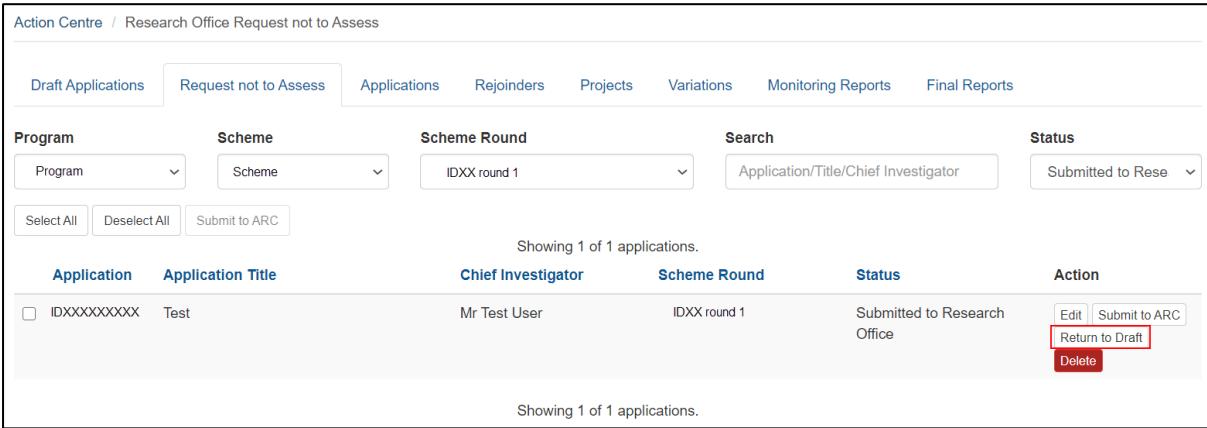 Action Centre / Research Office Request not to Assess
Draft Applications Request not to Assess Applications Rejoinders Projects Variations Monitoring Reports Final Reports
Program Scheme Scheme Round Search Status
Program Scheme IDXX round 1 Application/Title/Chief Investigator Submitted to Rese
Select All Deselect All Submit to ARC
Showing 1 of 1 applications.
Application Application Title Chief Investigator Scheme Round Status Action
IDXXXXXXXXX Test Mr Test User IDXX round 1 Submitted to Research Edit Submit to ARC
Office Return to Draft
Delete
Showing 1 of 1 applications.